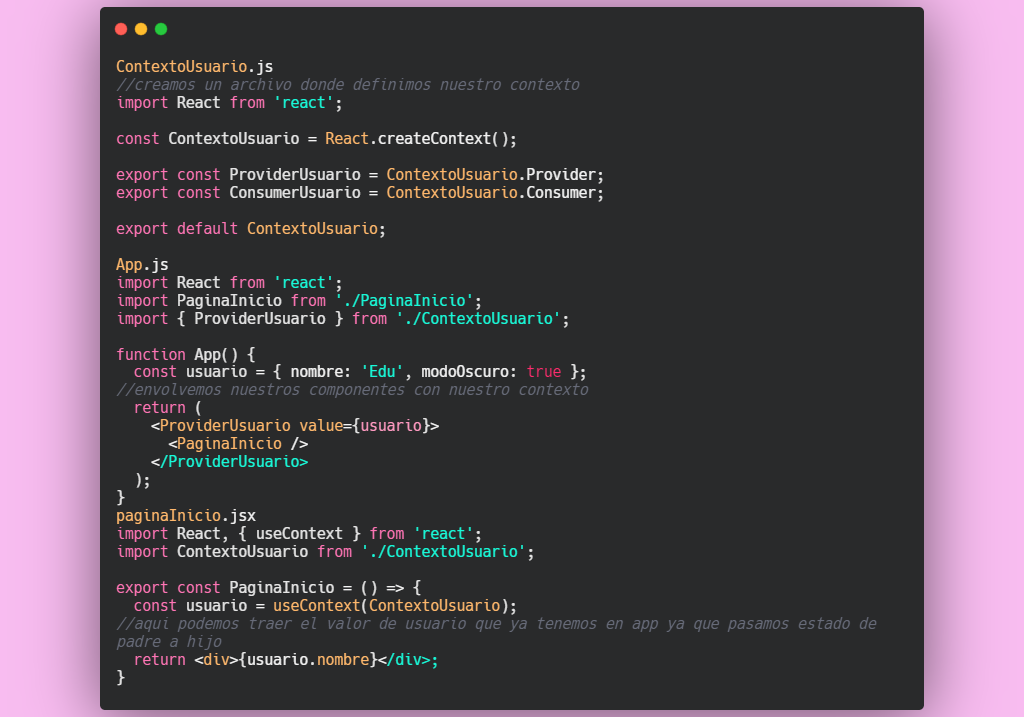 ContextoUsuario.js
//creamos un archivo donde definimos nuestro contexto
import React from 'react';
const ContextoUsuario = React.createContext();
export const ProviderUsuario = ContextoUsuario.Provider;
export const ConsumerUsuario = ContextoUsuario.Consumer;
export default ContextoUsuario;
App.js
import React from 'react';
import PaginaInicio from './PaginaInicio';
import { ProviderUsuario } from './ContextoUsuario';
function App() {
  const usuario = { nombre: 'Edu', modoOscuro: true };
//envolvemos nuestros componentes con nuestro contexto
  return (
    <ProviderUsuario value={usuario}>
      <PaginaInicio />
    </ProviderUsuario>
  );
}
paginaInicio.jsx
import React, { useContext } from 'react';
import ContextoUsuario from './ContextoUsuario';
export const PaginaInicio = () => {
  const usuario = useContext(ContextoUsuario);
//aqui podemos traer el valor de usuario que ya tenemos en app ya que pasamos estado de
padre a hijo
  return <div>{usuario.nombre}</div>;
}